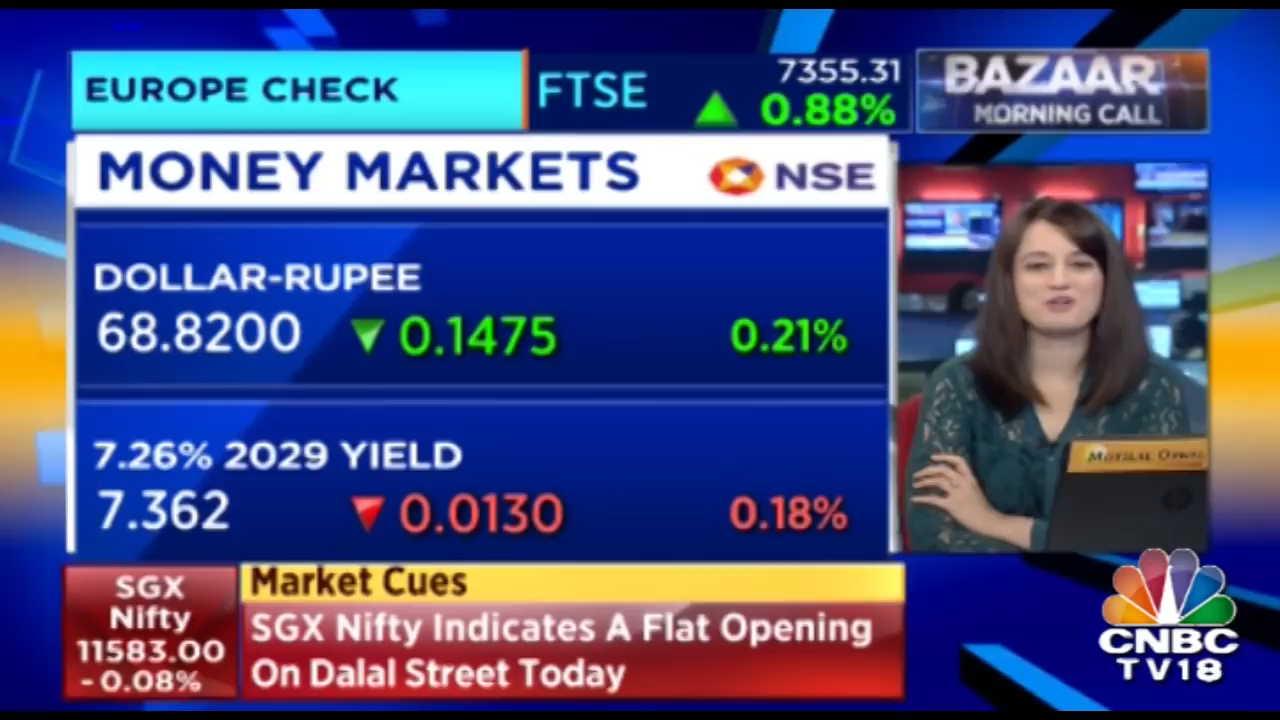 EUROPE CHECK
FTSE
7355.31
0.88%
BAZAAR
MORNING CALL
MONEY MARKETS
NSE
DOLLAR-RUPEE
68.8200 0.1475 0.21%
7.26% 2029 YIELD
7.362 0.0130 0.18%
SGX
Nifty
11583.00
-0.08%
Market Cues
SGX Nifty Indicates A Flat Opening
On Dalal Street Today
MOTILAL
CNBC
TV18